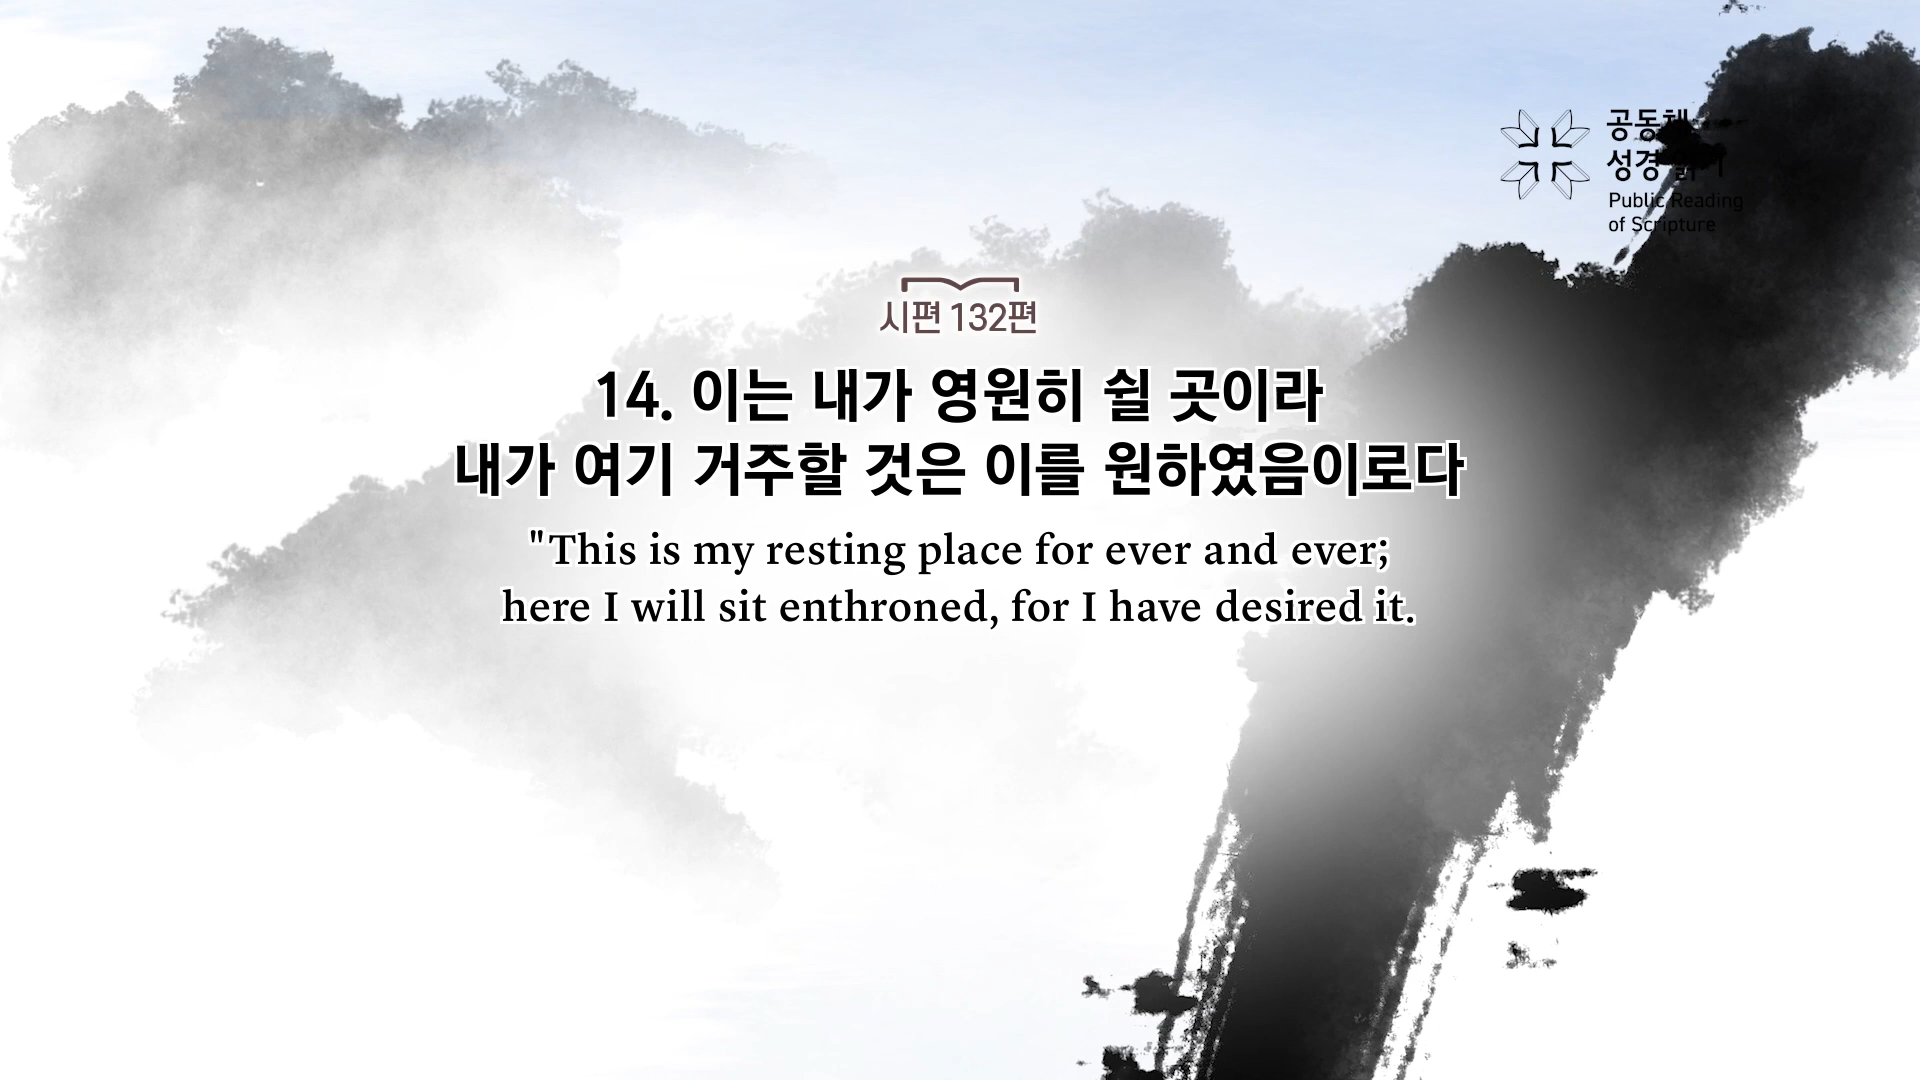 공동체
성경 읽기
Public Reading
of Scripture
시편 132편
14. 이는 내가 영원히 쉴 곳이라
내가 여기 거주할 것은 이를 원하였음이로다
"This is my resting place for ever and ever;
here I will sit enthroned, for I have desired it.